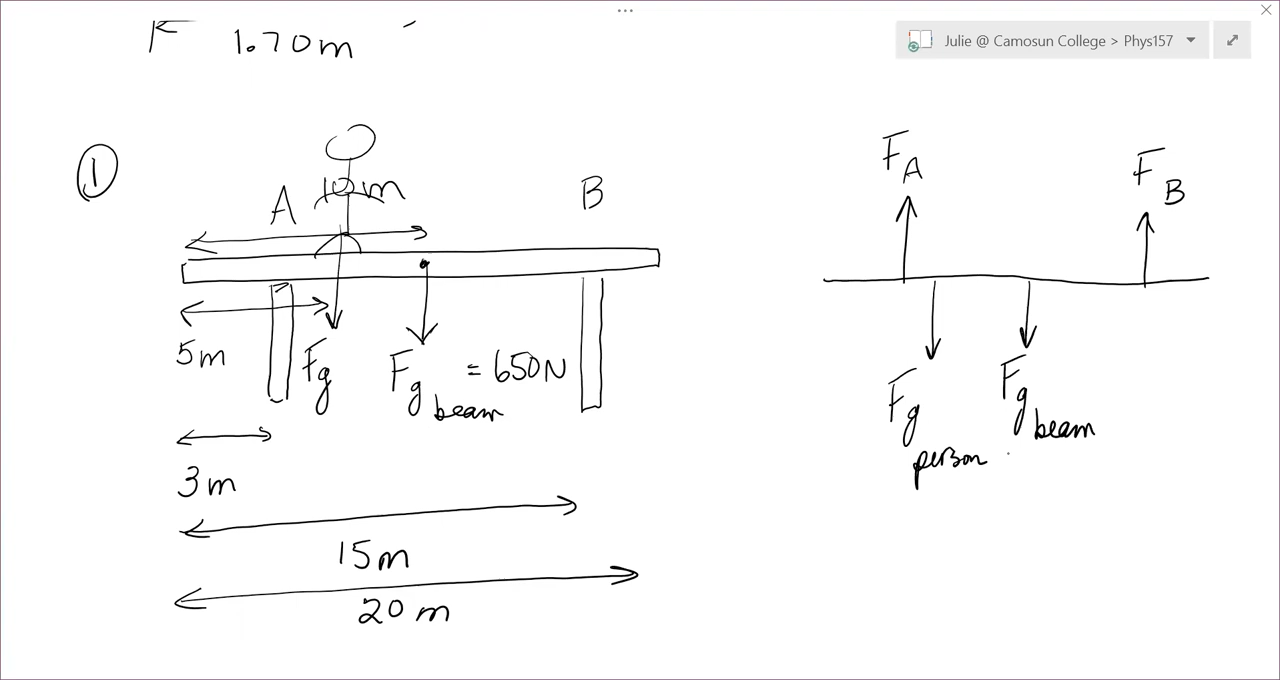 1.70m
Julie @ Camosun College > Phys157
①
A
10m
B
5m
Fg
Fg beam = 650N
3m
15m
20m
FA
FB
Fg person
Fg beam